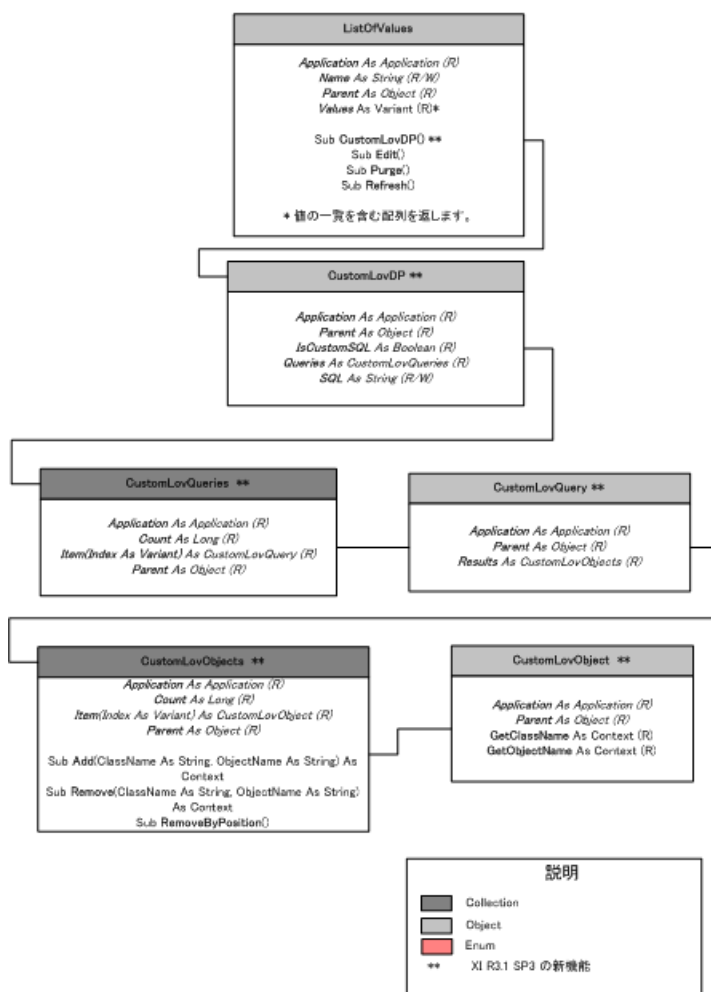 ListOfValues
Application As Application (R)
Name As String (R/W)
Parent As Object (R)
Values As Variant (R)*
Sub CustomLovDP() **
Sub Edit()
Sub Purge()
Sub Refresh()
* 値の一覧を含む配列を返します。
CustomLovDP **
Application As Application (R)
Parent As Object (R)
IsCustomSQL As Boolean (R)
Queries As CustomLovQueries (R)
SQL As String (R/W)
CustomLovQueries **
Application As Application (R)
Count As Long (R)
Item(Index As Variant) As CustomLovQuery (R)
Parent As Object (R)
CustomLovQuery **
Application As Application (R)
Parent As Object (R)
Results As CustomLovObjects (R)
CustomLovObjects **
Application As Application (R)
Count As Long (R)
Item(Index As Variant) As CustomLovObject (R)
Parent As Object (R)
Sub Add(ClassName As String, ObjectName As String) As
Context
Sub Remove(ClassName As String, ObjectName As String)
As Context
Sub RemoveByPosition()
CustomLovObject **
Application As Application (R)
Parent As Object (R)
GetClassName As Context (R)
GetObjectName As Context (R)
説明
Collection
Object
Enum
** XI R3.1 SP3 の新機能